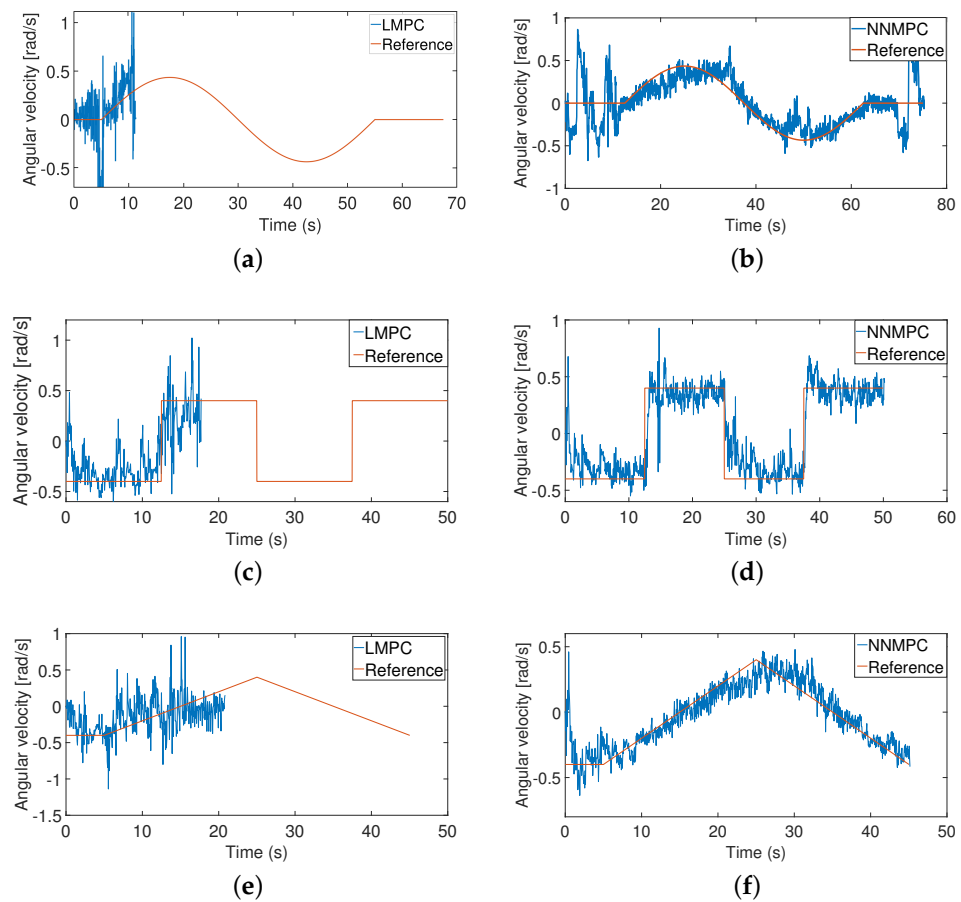 Angular velocity [rad/s]
1
0.5
0
-0.5
0 10 20 30 40 50 60 70
Time (s)
LMPC
Reference
(a)
Angular velocity [rad/s]
1
0.5
0
-0.5
-1
0 20 40 60 80
Time (s)
NNMPC
Reference
(b)
Angular velocity [rad/s]
1
0.5
0
-0.5
0 10 20 30 40 50
Time (s)
LMPC
Reference
(c)
Angular velocity [rad/s]
1
0.5
0
-0.5
0 10 20 30 40 50 60
Time (s)
NNMPC
Reference
(d)
Angular velocity [rad/s]
1
0.5
0
-0.5
-1
-1.5
0 10 20 30 40 50
Time (s)
LMPC
Reference
(e)
Angular velocity [rad/s]
0.5
0
-0.5
0 10 20 30 40 50
Time (s)
NNMPC
Reference
(f)